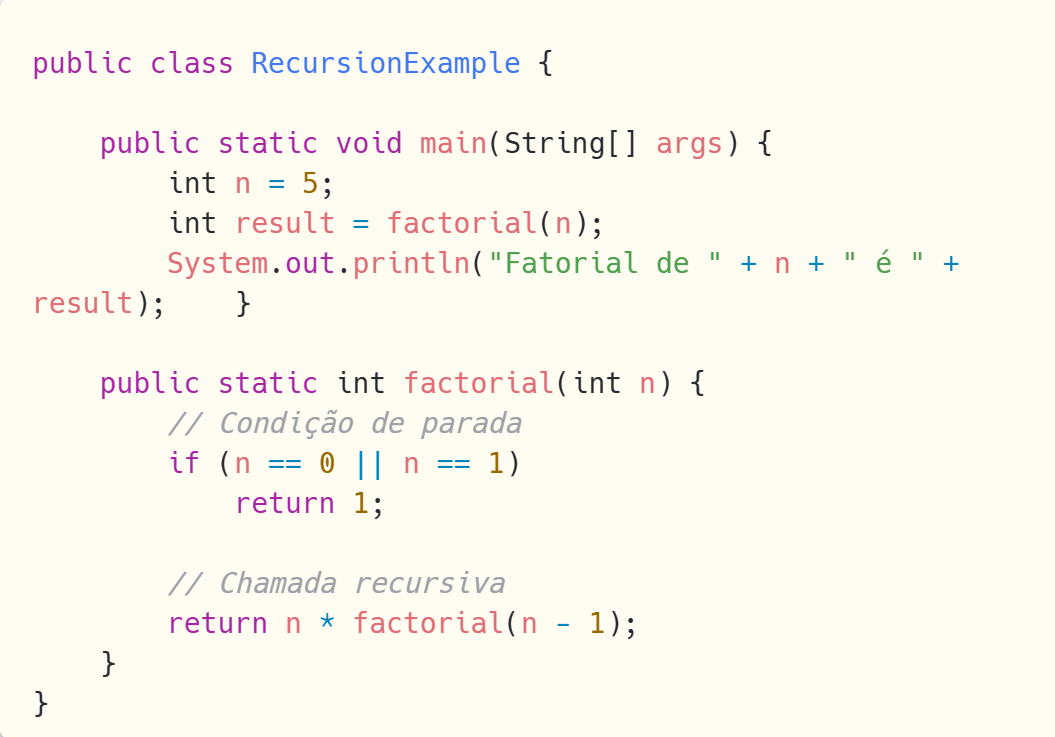 public class RecursionExample {

    public static void main(String[] args) {
        int n = 5;
        int result = factorial(n);
        System.out.println("Fatorial de " + n + " é " +
result);    }

    public static int factorial(int n) {
        // Condição de parada
        if (n == 0 || n == 1)
            return 1;

        // Chamada recursiva
        return n * factorial(n - 1);
    }
}